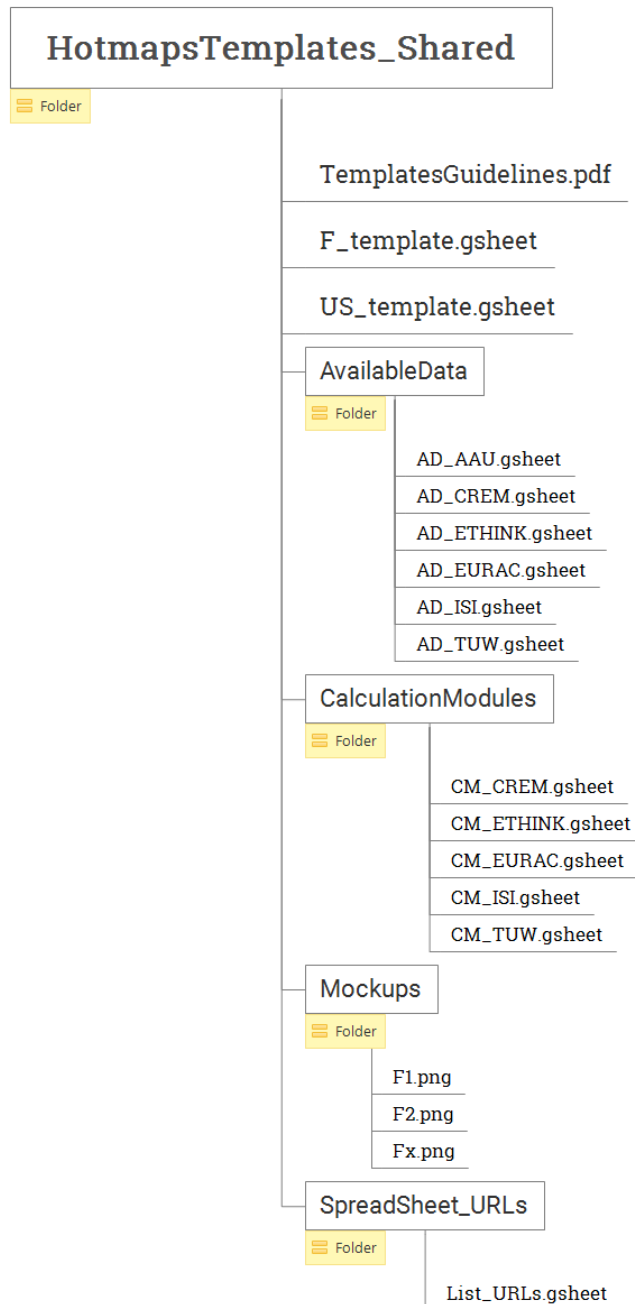 HotmapsTemplates_Shared
Folder
TemplatesGuidelines.pdf
F_template.gsheet
US_template.gsheet
AvailableData
Folder
AD_AAU.gsheet
AD_CREM.gsheet
AD_ETHINK.gsheet
AD_EURAC.gsheet
AD_ISI.gsheet
AD_TUW.gsheet
CalculationModules
Folder
CM_CREM.gsheet
CM_ETHINK.gsheet
CM_EURAC.gsheet
CM_ISI.gsheet
CM_TUW.gsheet
Mockups
Folder
F1.png
F2.png
Fx.png
SpreadSheet_URLs
Folder
List_URLs.gsheet